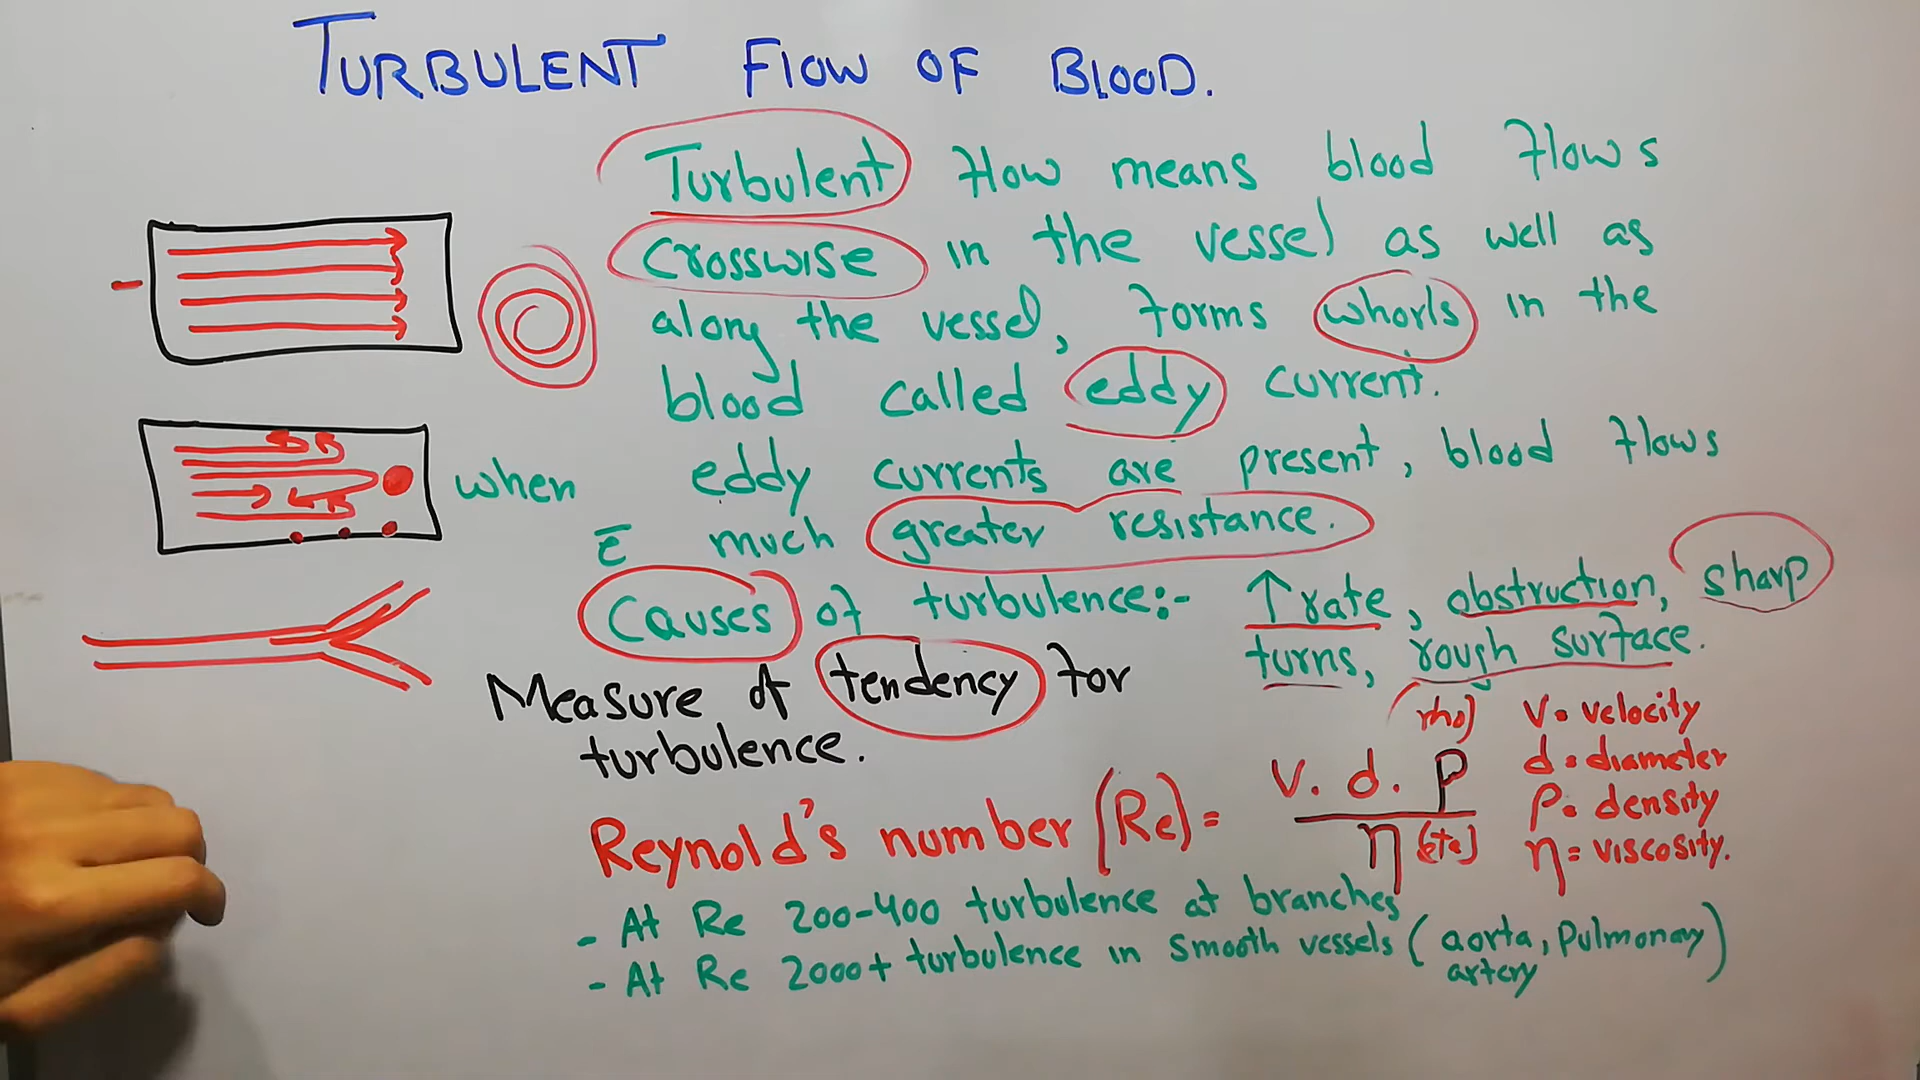 TURBULENT FLOW OF BLOOD.
Turbulent flow means blood flows
crosswise in the vessel as well as
along the vessel, forms whorls in the
blood called eddy current.
when eddy currents are present, blood flows
c̄ much greater resistance.
Causes of turbulence:- ↑rate, obstruction, sharp
turns, rough surface.
Measure of tendency for
turbulence.
(rho)
Reynold's number (Re) = v. d. ρ / η (eta)
v = velocity
d = diameter
ρ = density
η = viscosity.
- At Re 200-400 turbulence at branches
- At Re 2000+ turbulence in smooth vessels (aorta, pulmonary
artery)